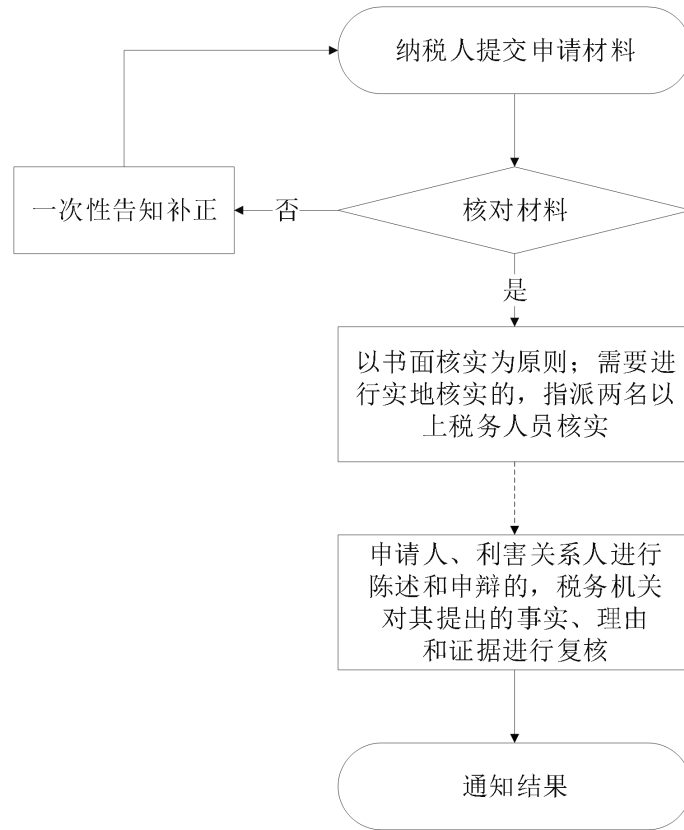 纳税人提交申请材料
核对材料
否
一次性告知补正
是
以书面核实为原则；需要进
行实地核实的，指派两名以
上税务人员核实
申请人、利害关系人进行
陈述和申辩的，税务机关
对其提出的事实、理由
和证据进行复核
通知结果